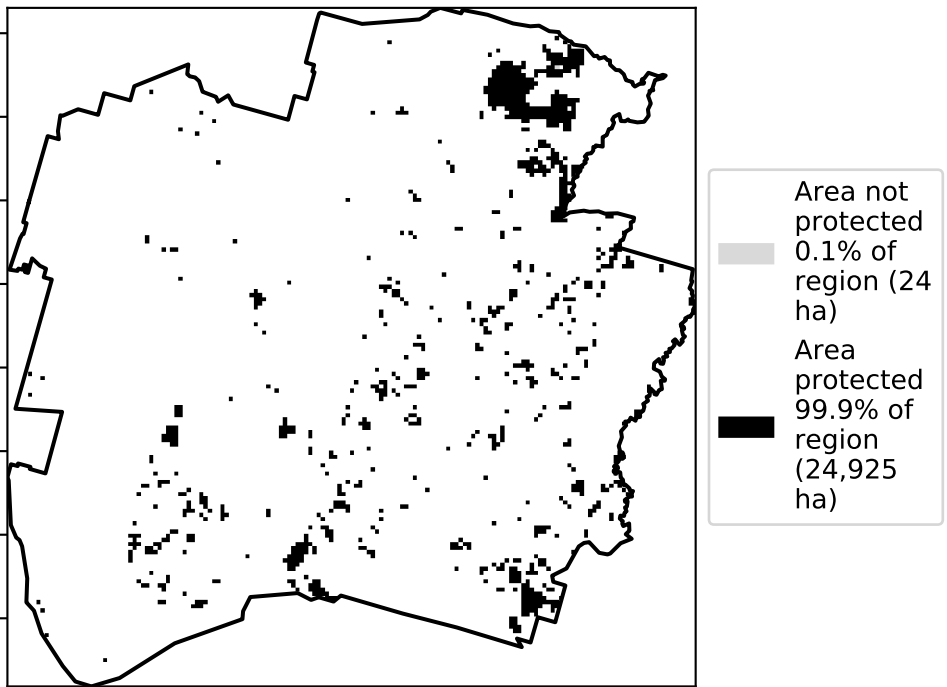 Area not
protected
0.1% of
region (24
ha)
Area
protected
99.9% of
region
(24,925
ha)